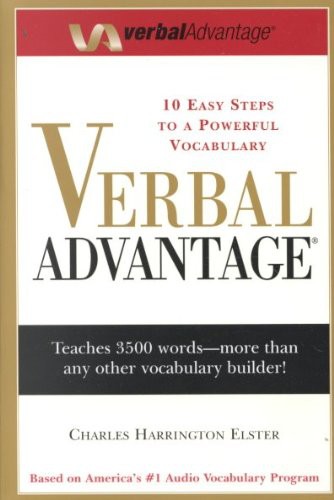 verbalAdvantage®
10 Easy Steps
to a Powerful
Vocabulary
Verbal
Advantage®
Teaches 3500 words—more than
any other vocabulary builder!
Charles Harrington Elster
Based on America's #1 Audio Vocabulary Program